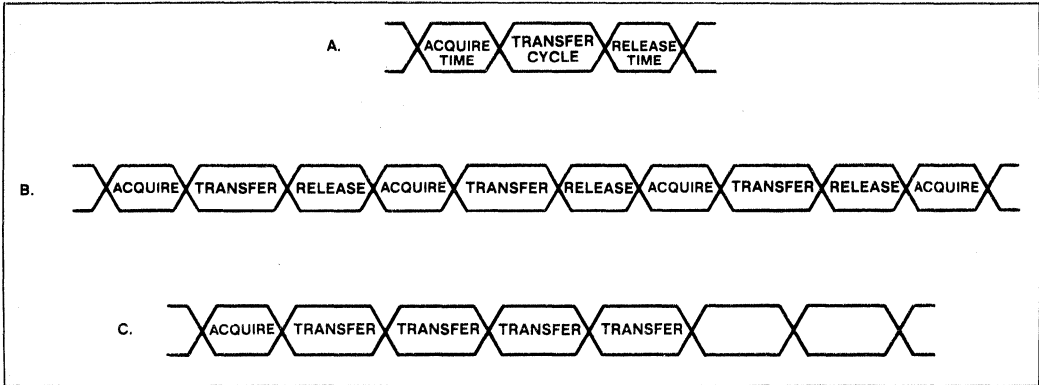 A.
ACQUIRE TIME
TRANSFER CYCLE
RELEASE TIME
B.
ACQUIRE TRANSFER RELEASE ACQUIRE TRANSFER RELEASE ACQUIRE TRANSFER RELEASE ACQUIRE
C.
ACQUIRE TRANSFER TRANSFER TRANSFER TRANSFER